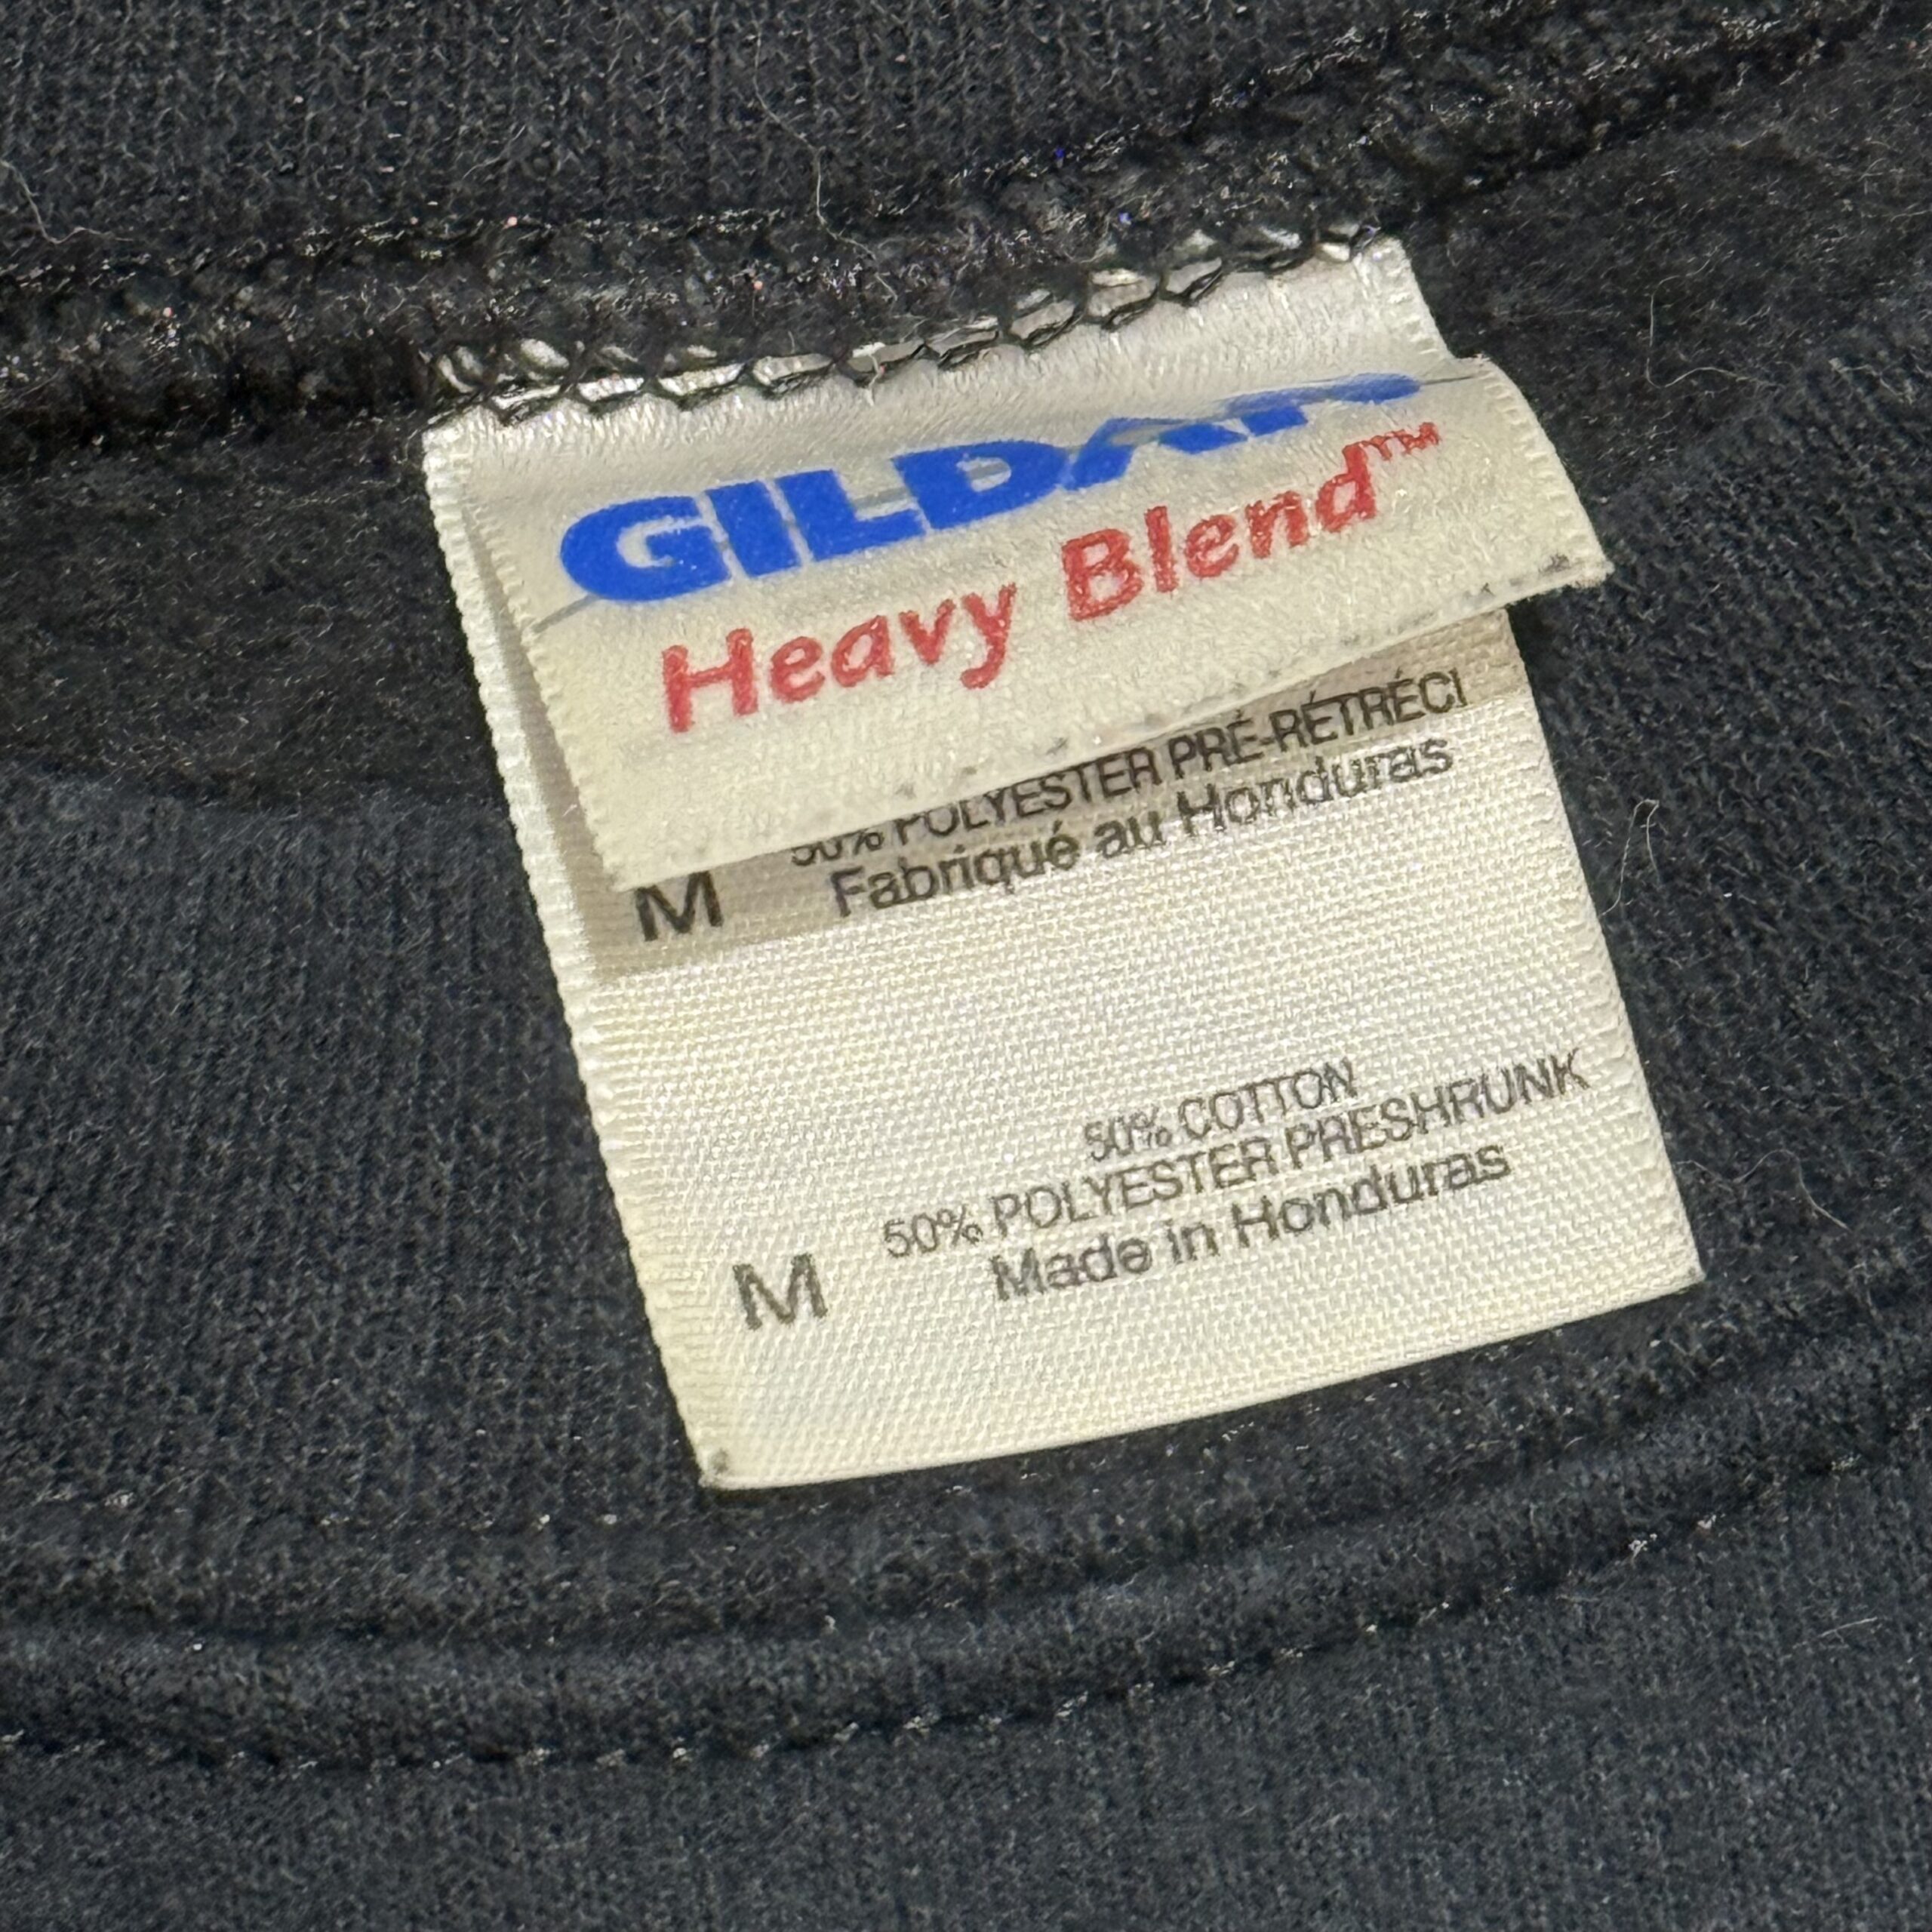 GILDAN
Heavy Blend™
50% POLYESTER PRÉ-RÉTRÉCI
Fabriqué au Honduras
M
50% COTTON
50% POLYESTER PRESHRUNK
Made in Honduras
M